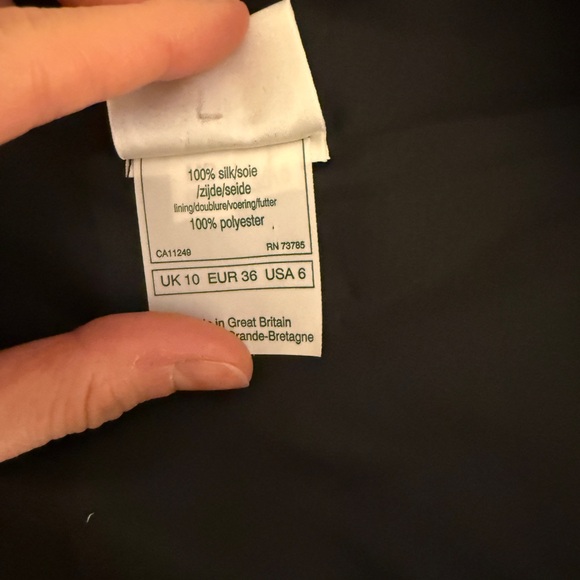 100% silk/soie
/zijde/seide
lining/doublure/voering/futter
100% polyester
CA11249 RN 73785
UK 10 EUR 36 USA 6
in Great Britain
Grande-Bretagne